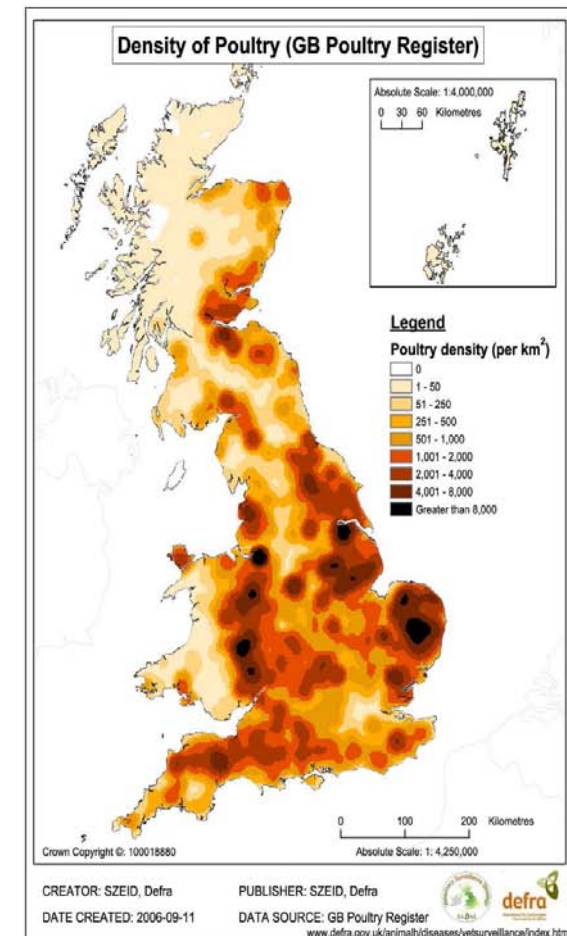 Density of Poultry (GB Poultry Register)
Absolute Scale: 1:4,000,000
0 30 60 Kilometres
Legend
Poultry density (per km²)
0
1 - 50
51 - 250
251 - 500
501 - 1,000
1,001 - 2,000
2,001 - 4,000
4,001 - 8,000
Greater than 8,000
0 100 200 Kilometres
Crown Copyright ©: 100018880
Absolute Scale: 1: 4,250,000
CREATOR: SZEID, Defra
PUBLISHER: SZEID, Defra
DATE CREATED: 2006-09-11
DATA SOURCE: GB Poultry Register
defra
www.defra.gov.uk/animalh/diseases/vetsurveillance/index.htm